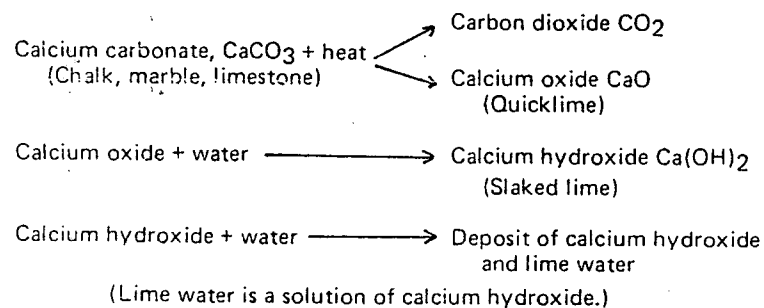 Carbon dioxide CO2
Calcium carbonate, CaCO3 + heat
(Chalk, marble, limestone)
Calcium oxide CaO
(Quicklime)
Calcium oxide + water
Calcium hydroxide Ca(OH)2
(Slaked lime)
Calcium hydroxide + water
Deposit of calcium hydroxide
and lime water
(Lime water is a solution of calcium hydroxide.)